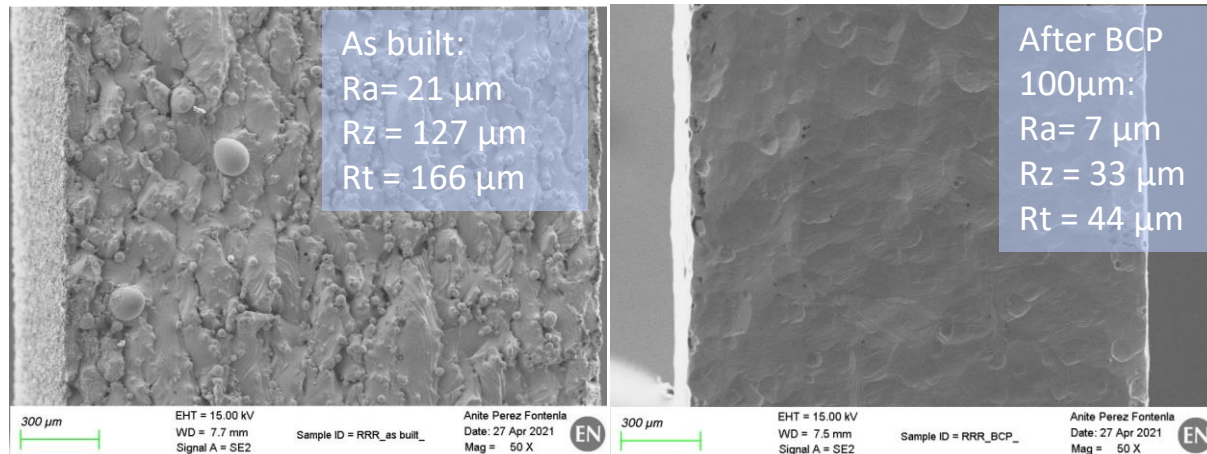 As built:
Ra= 21 µm
Rz = 127 µm
Rt = 166 µm
300 µm
EHT = 15.00 kV
WD = 7.7 mm
Signal A = SE2
Sample ID = RRR_as built_
Anite Perez Fontenla
Date: 27 Apr 2021
Mag = 50 X
EN
After BCP
100µm:
Ra= 7 µm
Rz = 33 µm
Rt = 44 µm
300 µm
EHT = 15.00 kV
WD = 7.5 mm
Signal A = SE2
Sample ID = RRR_BCP_
Anite Perez Fontenla
Date: 27 Apr 2021
Mag = 50 X
EN